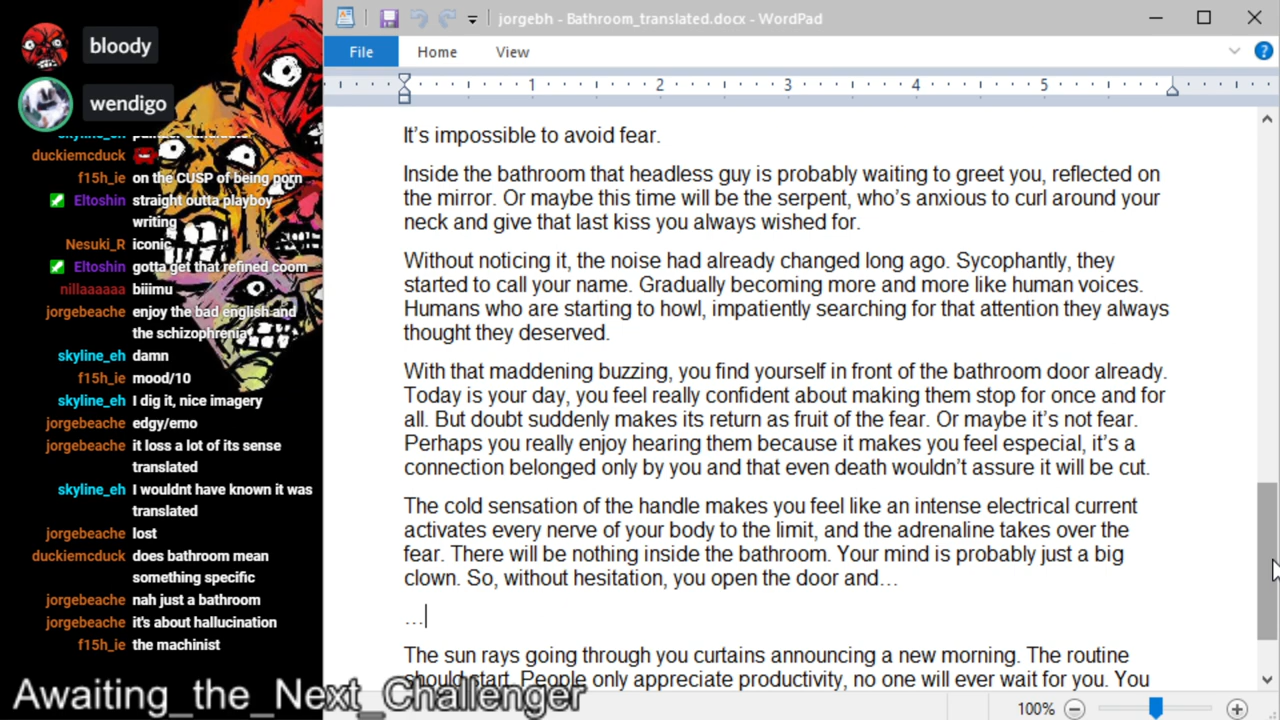 bloody
wendigo
skyline_eh
duckiemcduck
f15h_ie on the CUSP of being porn
Eltoshin straight outta playboy
writing
Nesuki_R iconic
Eltoshin gotta get that refined coom
nillaaaaaa biiimu
jorgebeache enjoy the bad english and
the schizophrenia
skyline_eh damn
f15h_ie mood/10
skyline_eh I dig it, nice imagery
jorgebeache edgy/emo
jorgebeache it loss a lot of its sense
translated
skyline_eh I wouldnt have known it was
translated
jorgebeache lost
duckiemcduck does bathroom mean
something specific
jorgebeache nah just a bathroom
jorgebeache it's about hallucination
f15h_ie the machinist
Awaiting_the_Next_Challenger
jorgebh - Bathroom_translated.docx - WordPad
File Home View
1 2 3 4 5
It’s impossible to avoid fear.
Inside the bathroom that headless guy is probably waiting to greet you, reflected on
the mirror. Or maybe this time will be the serpent, who’s anxious to curl around your
neck and give that last kiss you always wished for.
Without noticing it, the noise had already changed long ago. Sycophantly, they
started to call your name. Gradually becoming more and more like human voices.
Humans who are starting to howl, impatiently searching for that attention they always
thought they deserved.
With that maddening buzzing, you find yourself in front of the bathroom door already.
Today is your day, you feel really confident about making them stop for once and for
all. But doubt suddenly makes its return as fruit of the fear. Or maybe it’s not fear.
Perhaps you really enjoy hearing them because it makes you feel especial, it’s a
connection belonged only by you and that even death wouldn’t assure it will be cut.
The cold sensation of the handle makes you feel like an intense electrical current
activates every nerve of your body to the limit, and the adrenaline takes over the
fear. There will be nothing inside the bathroom. Your mind is probably just a big
clown. So, without hesitation, you open the door and…
…
The sun rays going through you curtains announcing a new morning. The routine
should start. People only appreciate productivity, no one will ever wait for you. You
100%